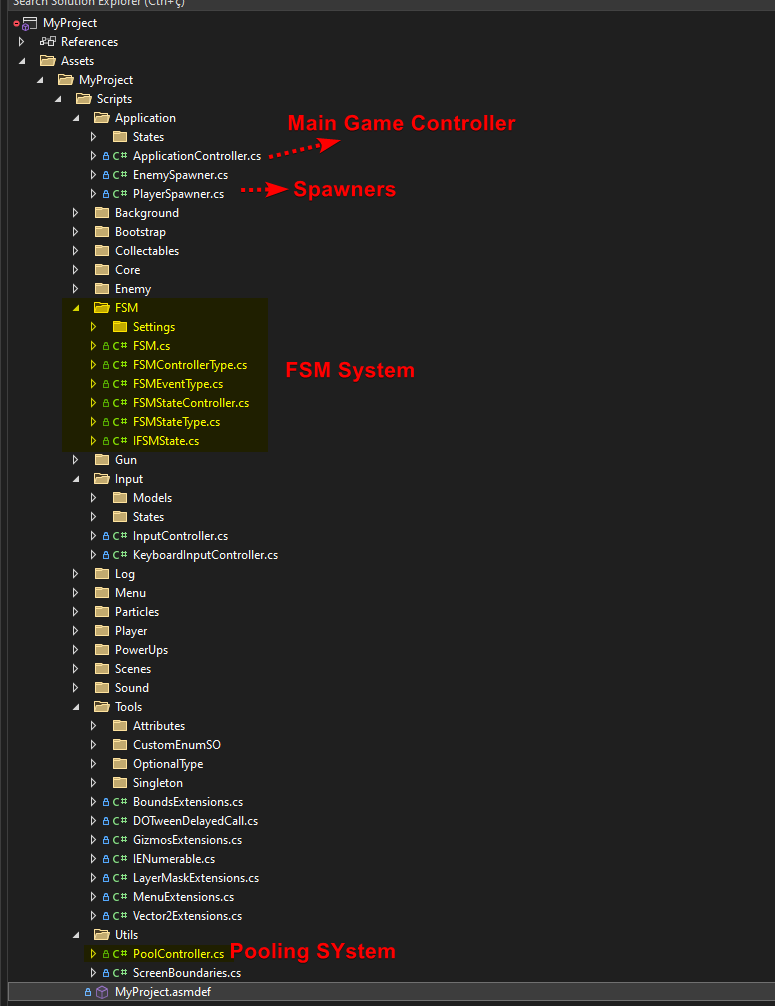 Search Solution Explorer (Ctrl+ç)
MyProject
References
Assets
MyProject
Scripts
Application
Main Game Controller
States
ApplicationController.cs
EnemySpawner.cs
PlayerSpawner.cs
Spawners
Background
Bootstrap
Collectables
Core
Enemy
FSM
Settings
FSM.cs
FSMControllerType.cs
FSM System
FSMEventType.cs
FSMStateController.cs
FSMStateType.cs
IFSMState.cs
Gun
Input
Models
States
InputController.cs
KeyboardInputController.cs
Log
Menu
Particles
Player
PowerUps
Scenes
Sound
Tools
Attributes
CustomEnumSO
OptionalType
Singleton
C# BoundsExtensions.cs
C# DOTweenDelayedCall.cs
C# GizmosExtensions.cs
C# IENumerable.cs
C# LayerMaskExtensions.cs
C# MenuExtensions.cs
C# Vector2Extensions.cs
Utils
C# PoolController.cs
Pooling SYstem
C# ScreenBoundaries.cs
MyProject.asmdef